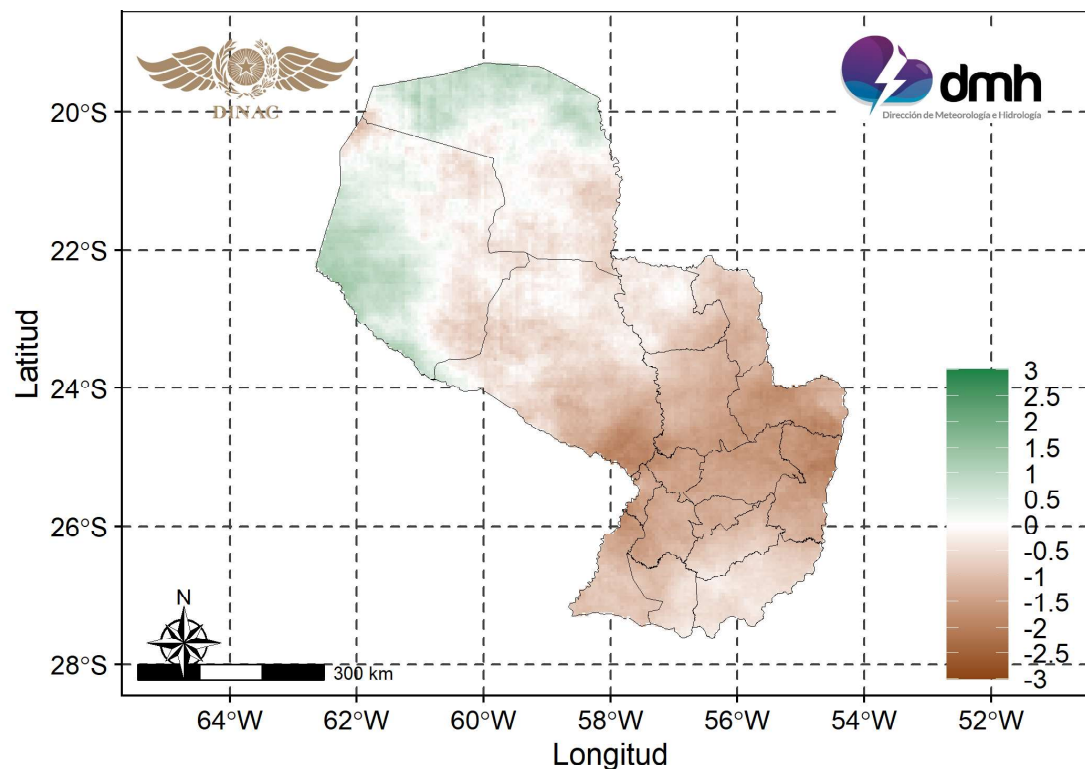 DINAC
dmh
Dirección de Meteorología e Hidrología
20°S
22°S
24°S
26°S
28°S
Latitud
3
2.5
2
1.5
1
0.5
0
-0.5
-1
-1.5
-2
-2.5
-3
N
300 km
64°W
62°W
60°W
58°W
56°W
54°W
52°W
Longitud